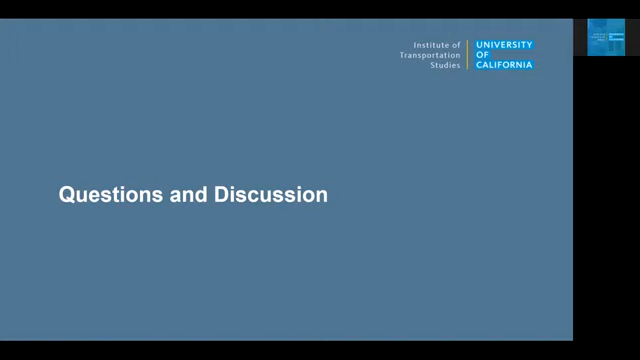 Institute of
Transportation
Studies
UNIVERSITY
OF
CALIFORNIA
Questions and Discussion